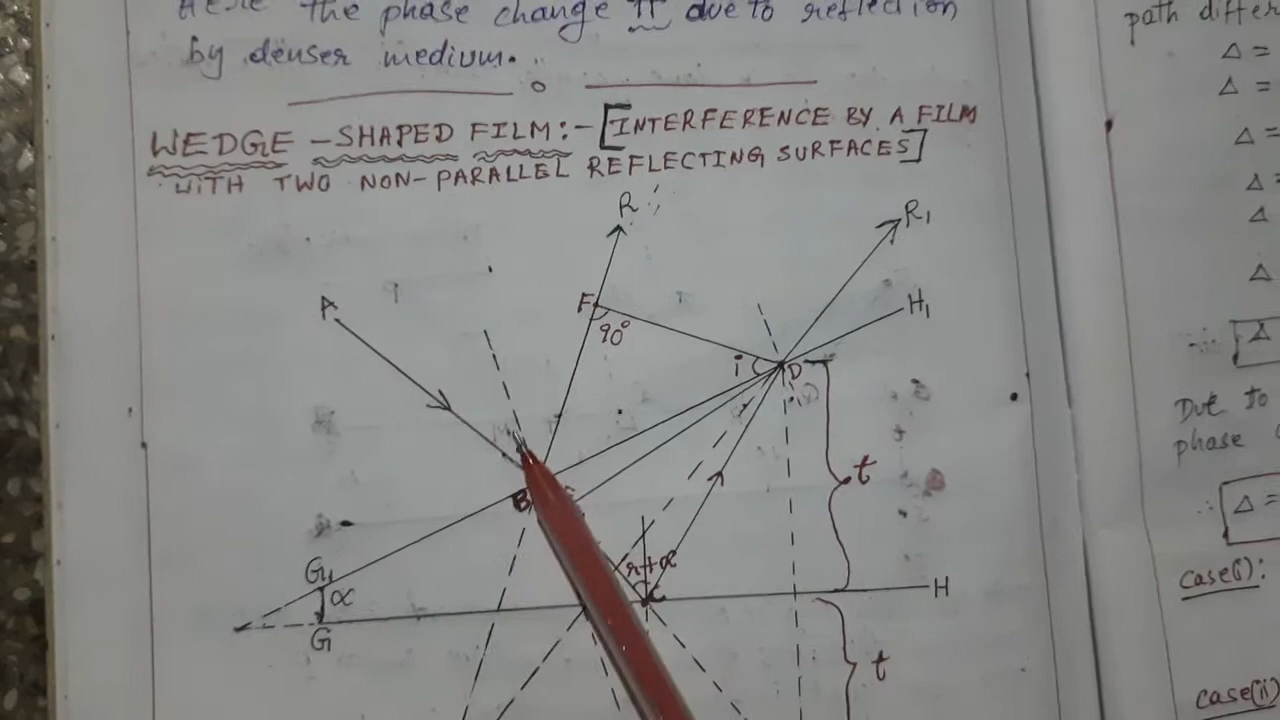 Here the phase change π due to reflection
by denser medium.
WEDGE -SHAPED FILM:- [INTERFERENCE BY A FILM
WITH TWO NON-PARALLEL REFLECTING SURFACES]
R
R1
A
F
H1
90°
i
D
t
B
r+α
C
G1
α
H
G
t
path differ
Δ =
Δ =
Δ =
Δ
Δ
Δ
∴ Δ
Due to
phase
∴ Δ =
case(i):
case(ii)